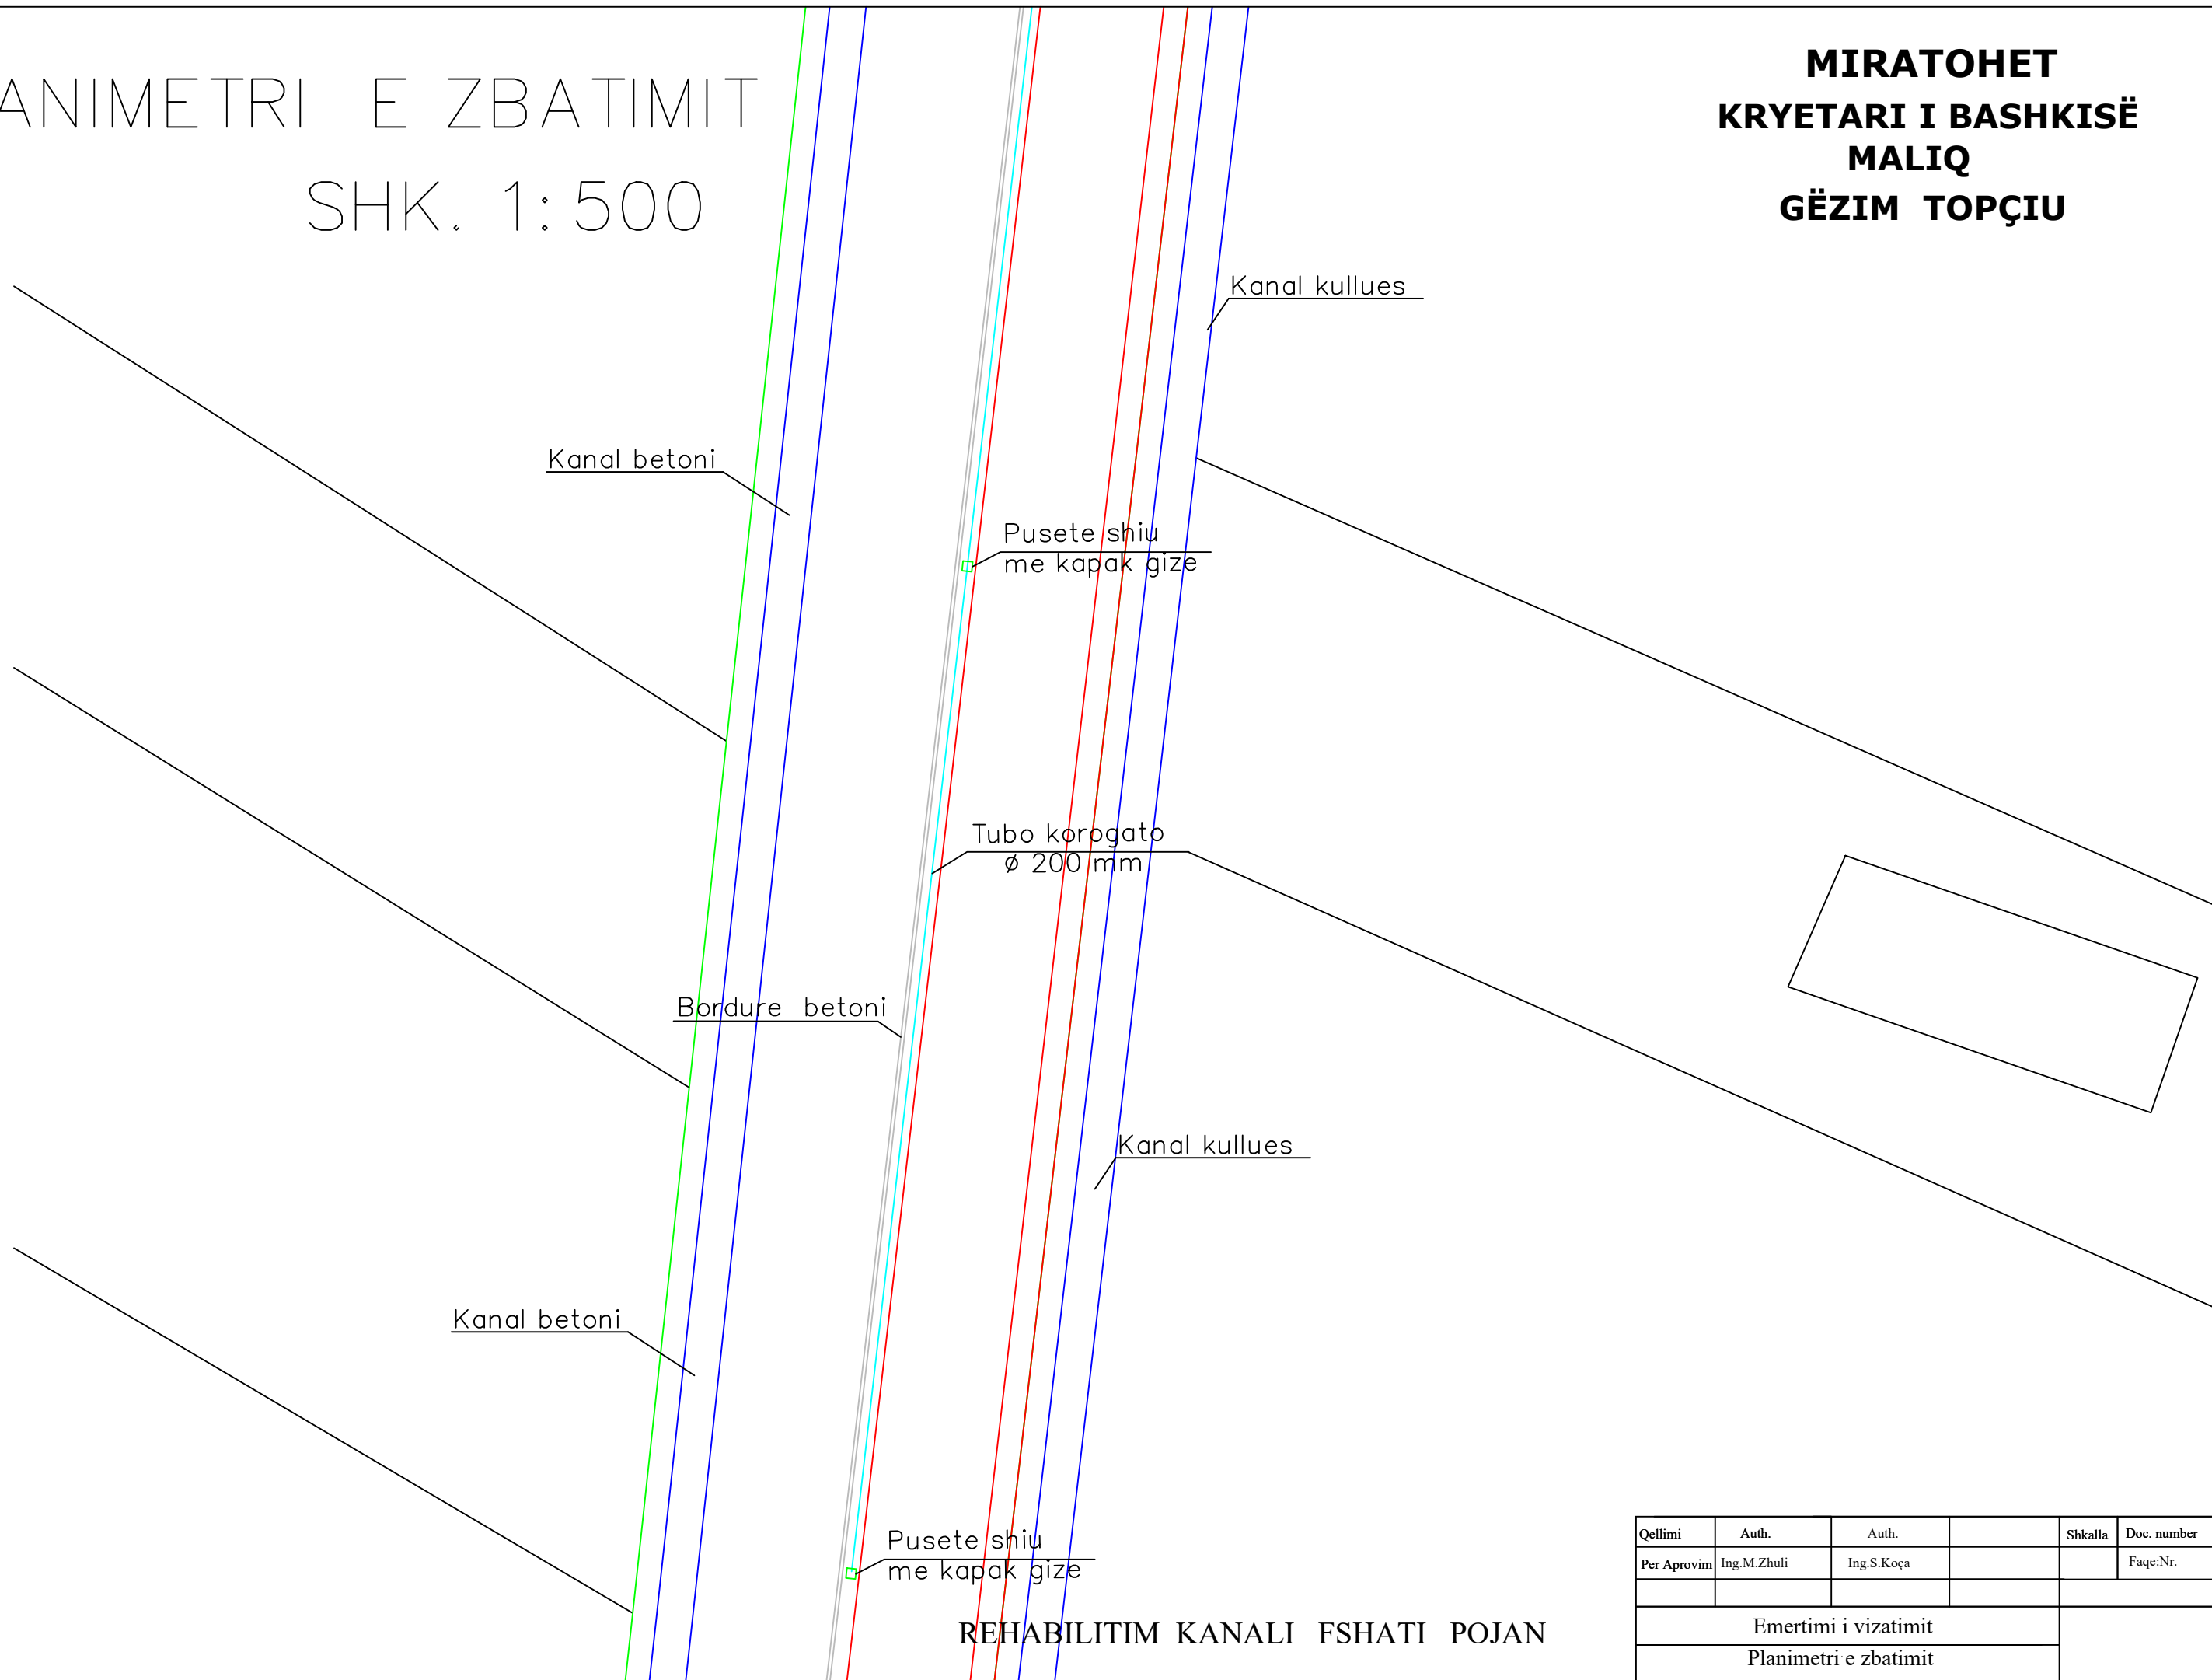 ANIMETRI E ZBATIMIT
SHK. 1:500
MIRATOHET
KRYETARI I BASHKISË
MALIQ
GËZIM TOPÇIU
Kanal kullues
Kanal betoni
Pusete shiu
me kapak gize
Tubo korogato
ø 200 mm
Bordure betoni
Kanal kullues
Kanal betoni
Pusete shiu
me kapak gize
REHABILITIM KANALI FSHATI POJAN
Qellimi Auth. Auth. Shkalla Doc. number
Per Aprovim Ing.M.Zhuli Ing.S.Koça Faqe:Nr.
Emertimi i vizatimit
Planimetri e zbatimit